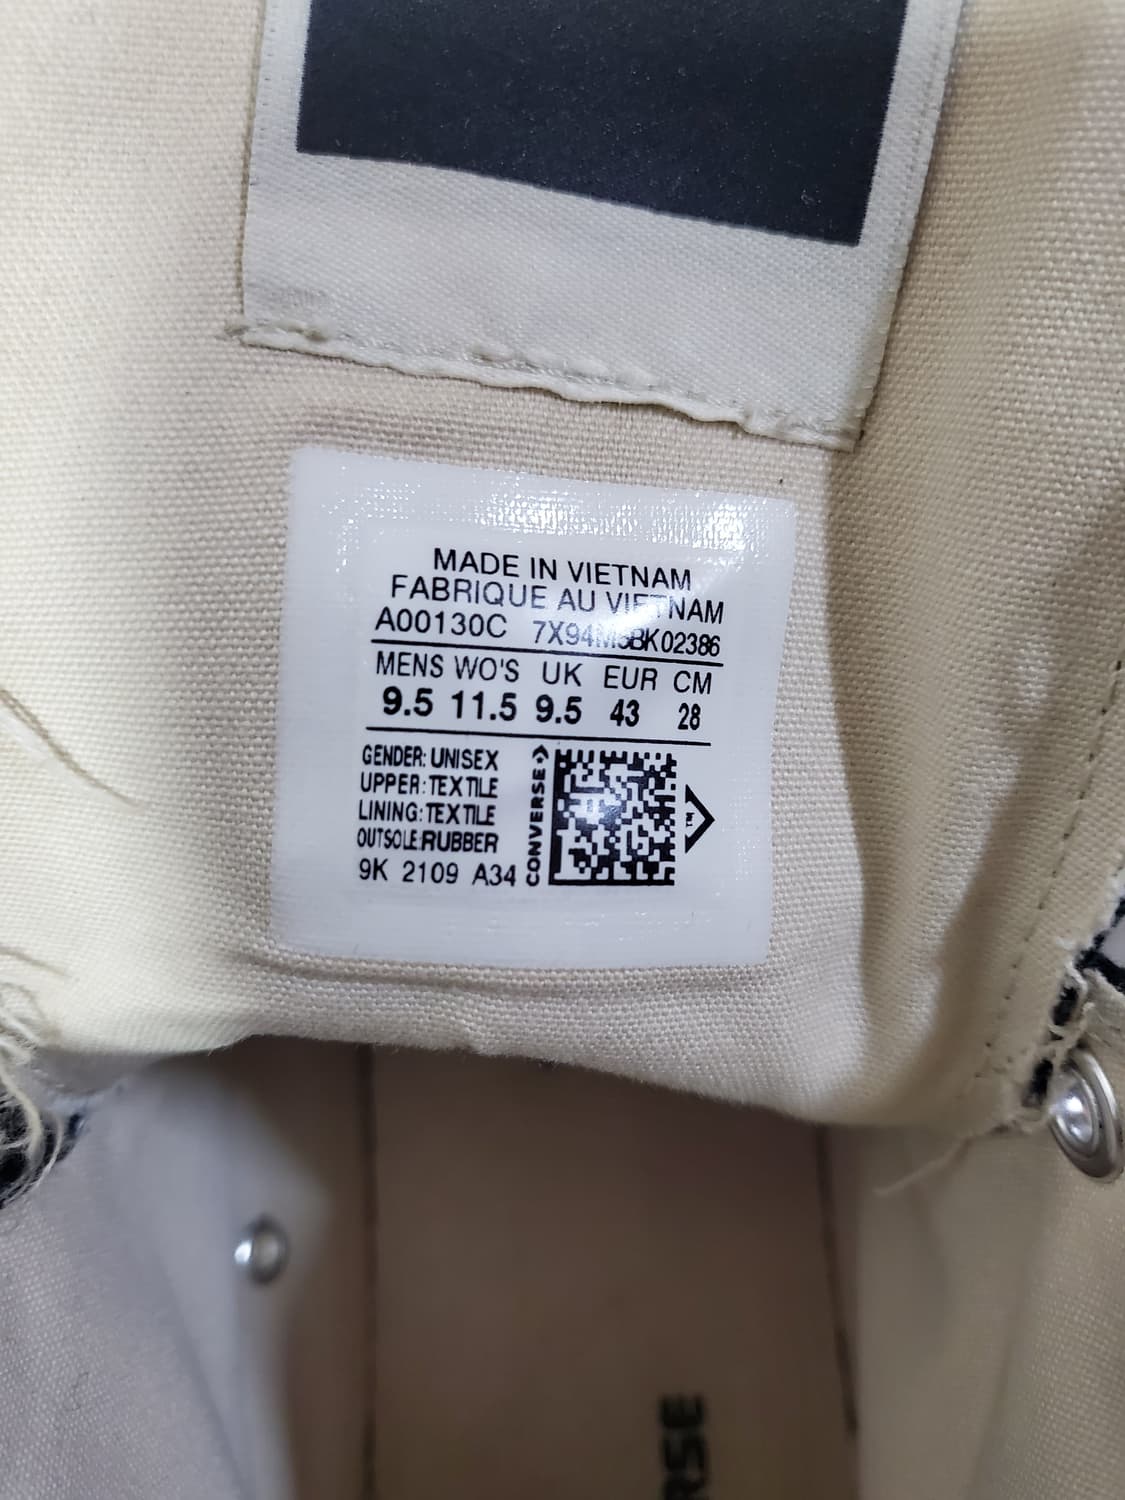 MADE IN VIETNAM
FABRIQUE AU VIETNAM
A00130C 7X94M5BK02386
MENS WO'S UK EUR CM
9.5 11.5 9.5 43 28
GENDER: UNISEX
UPPER: TEXTILE
LINING: TEXTILE
OUTSOLE:RUBBER
9K 2109 A34
CONVERSE
RSE